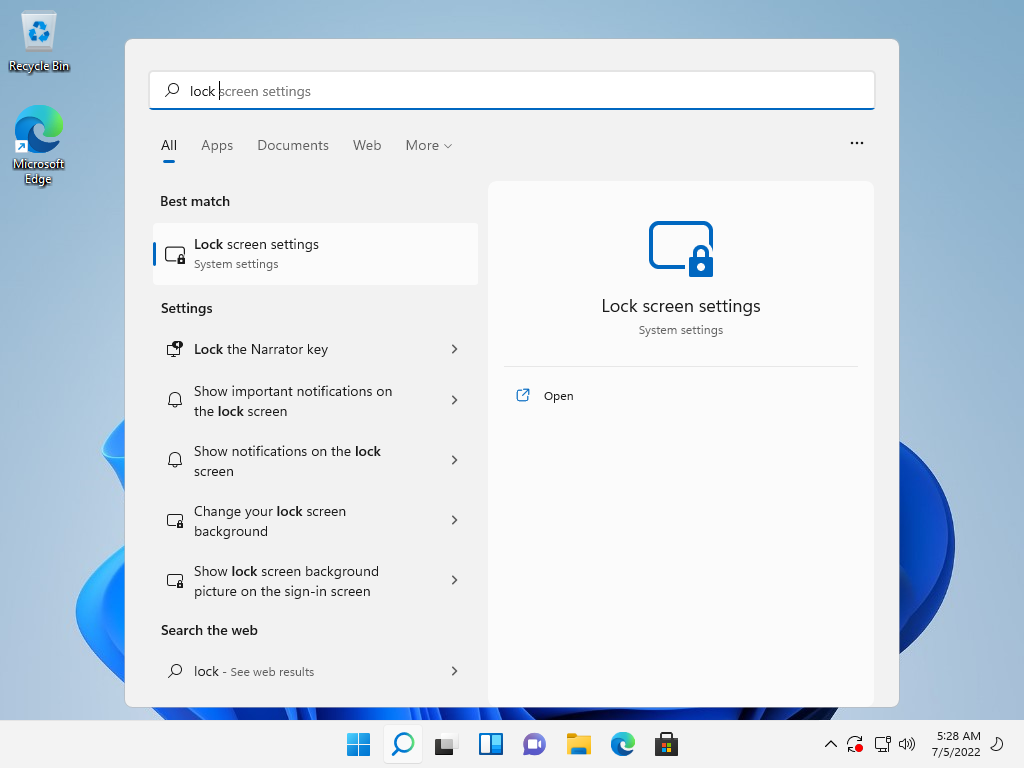 Recycle Bin
Microsoft
Edge
lock screen settings
All
Apps
Documents
Web
More
Best match
Lock screen settings
System settings
Settings
Lock the Narrator key
Show important notifications on
the lock screen
Show notifications on the lock
screen
Change your lock screen
background
Show lock screen background
picture on the sign-in screen
Search the web
lock - See web results
Lock screen settings
System settings
Open
5:28 AM
7/5/2022